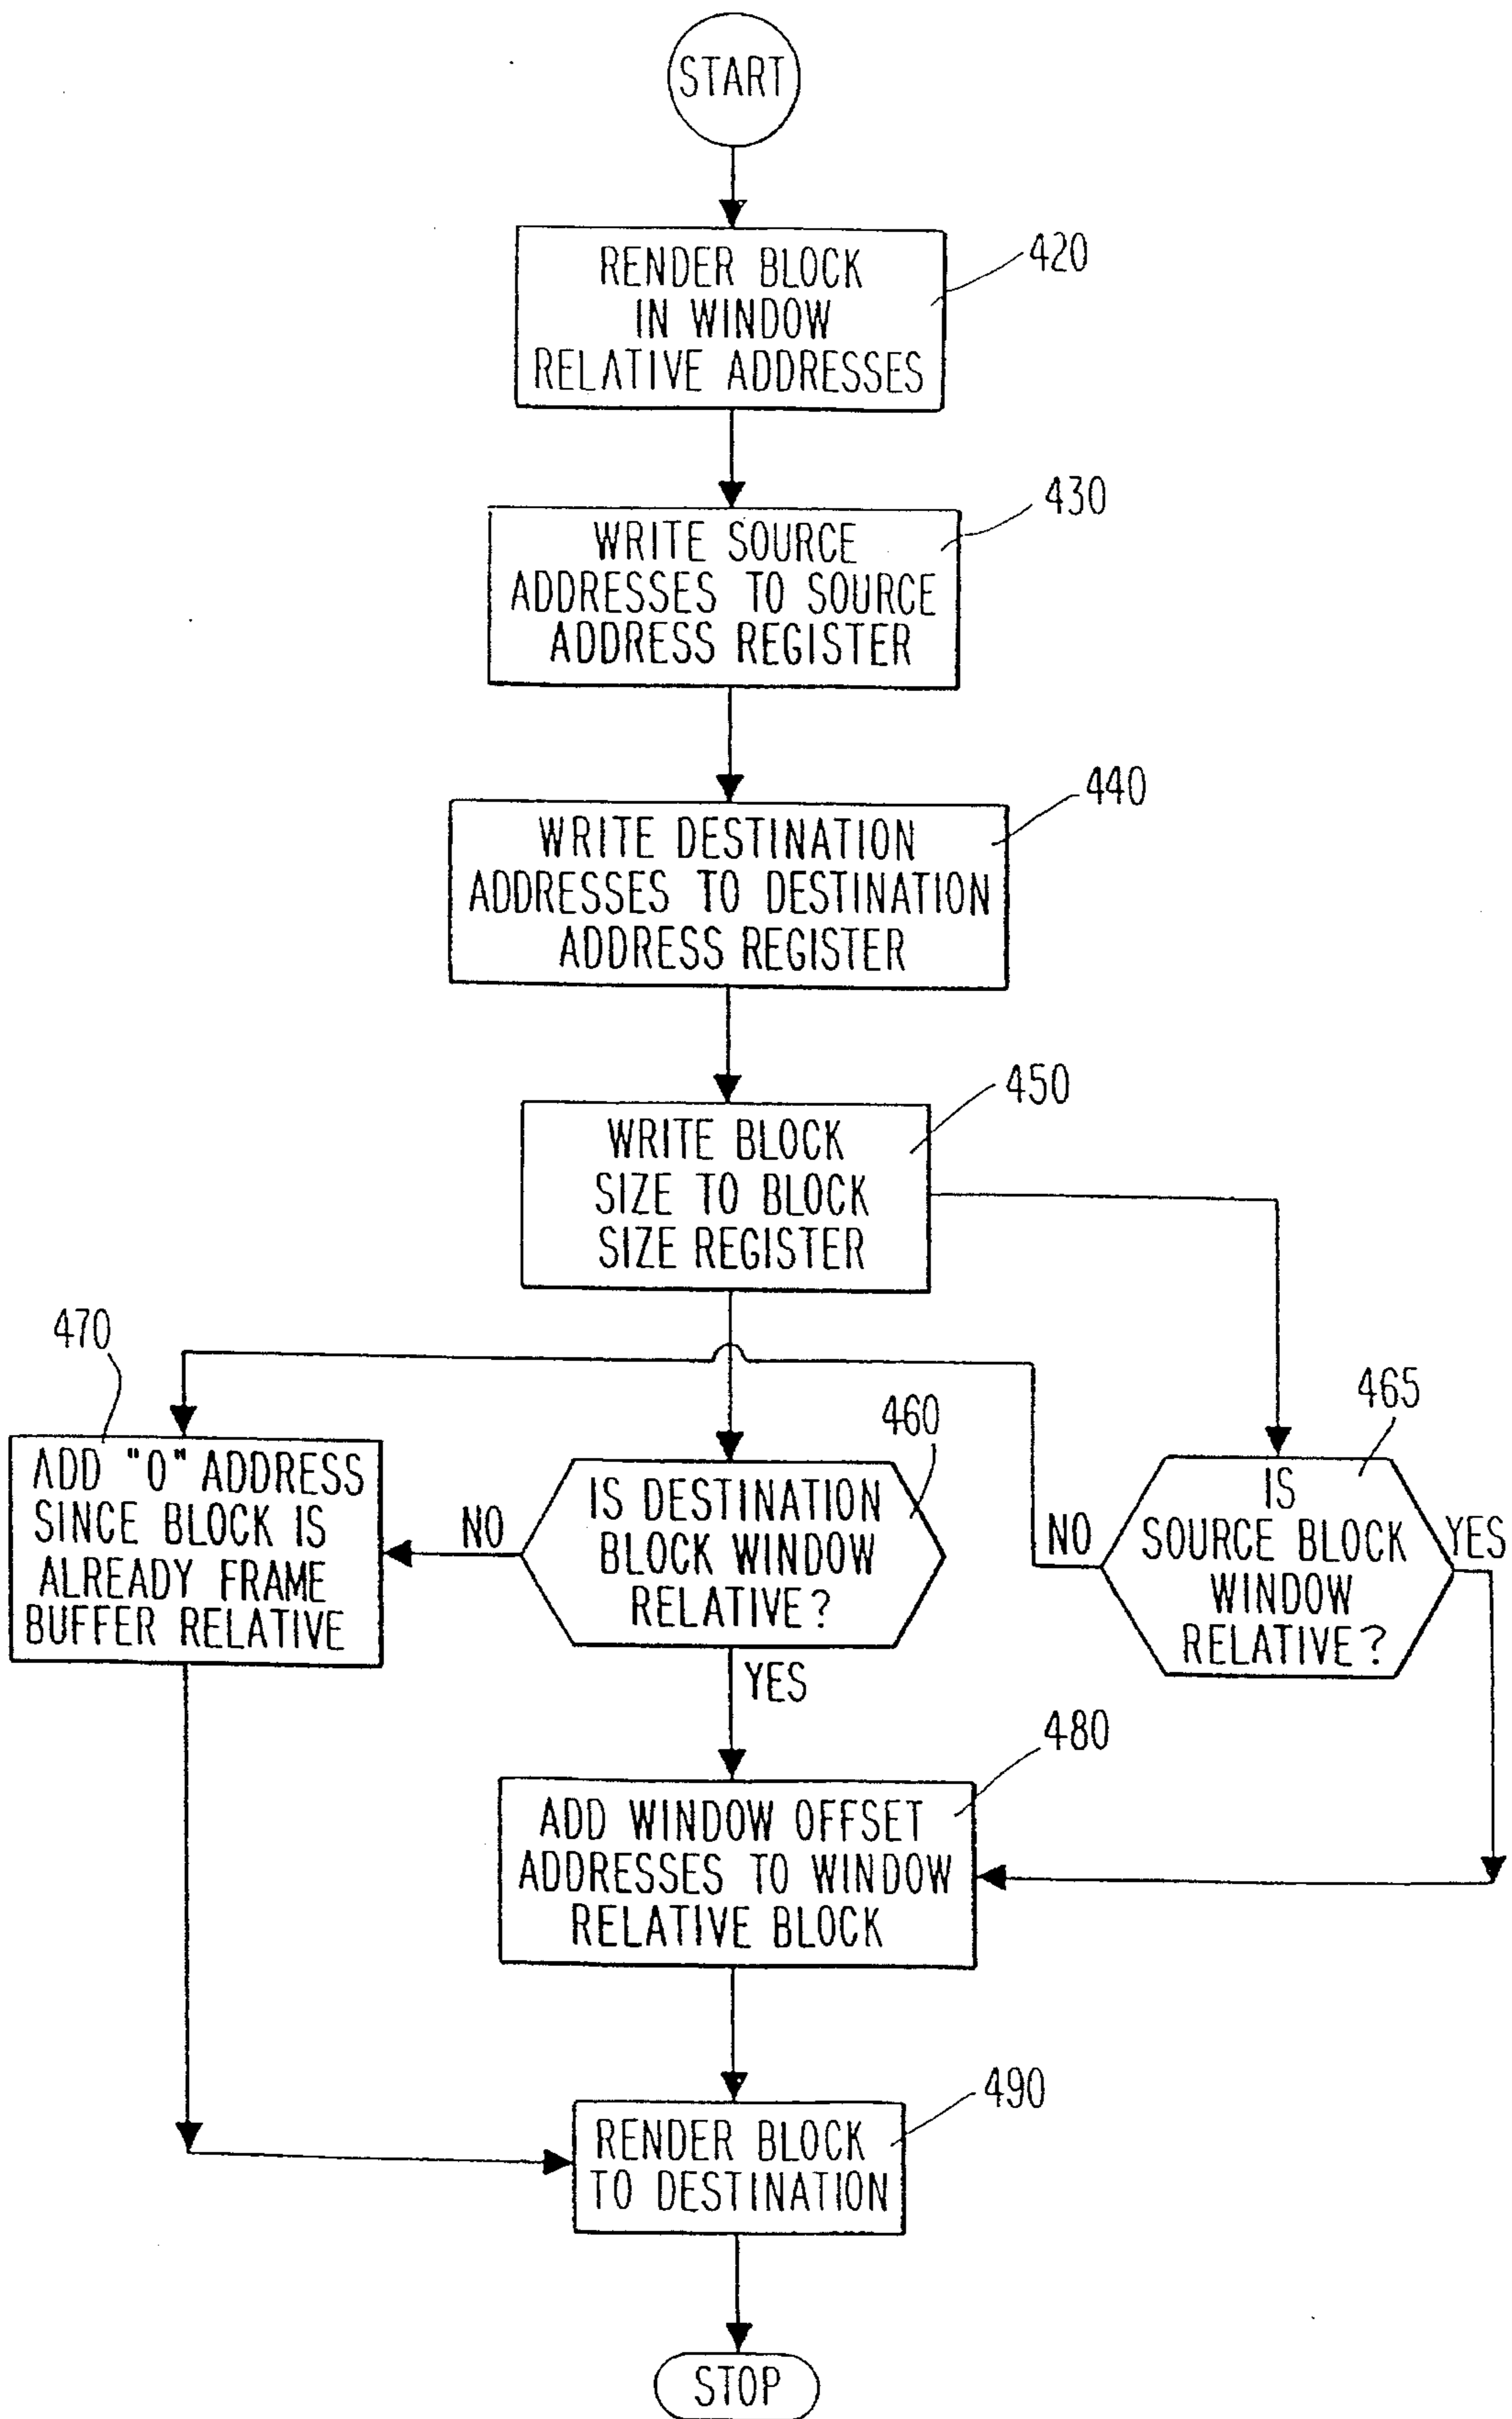 START
RENDER BLOCK
IN WINDOW
RELATIVE ADDRESSES
420
WRITE SOURCE
ADDRESSES TO SOURCE
ADDRESS REGISTER
430
WRITE DESTINATION
ADDRESSES TO DESTINATION
ADDRESS REGISTER
440
WRITE BLOCK
SIZE TO BLOCK
SIZE REGISTER
450
470
ADD "0" ADDRESS
SINCE BLOCK IS
ALREADY FRAME
BUFFER RELATIVE
NO
460
IS DESTINATION
BLOCK WINDOW
RELATIVE?
YES
465
NO
IS
SOURCE BLOCK
WINDOW
RELATIVE?
YES
480
ADD WINDOW OFFSET
ADDRESSES TO WINDOW
RELATIVE BLOCK
490
RENDER BLOCK
TO DESTINATION
STOP